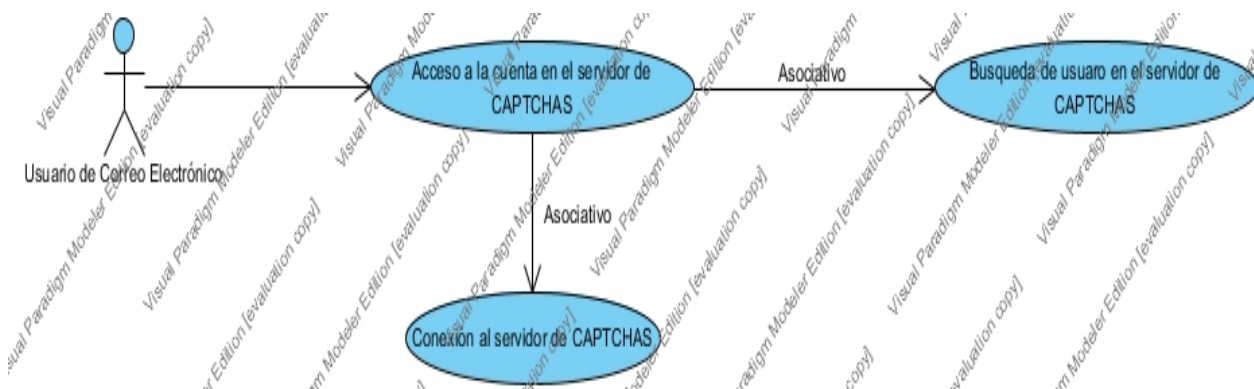 Acceso a la cuenta en el servidor de
CAPTCHAS
Asociativo
Busqueda de usuaro en el servidor de
CAPTCHAS
Usuario de Correo Electrónico
Asociativo
Conexión al servidor de CAPTCHAS
Visual Paradigm Modeler Edition [evaluation copy]